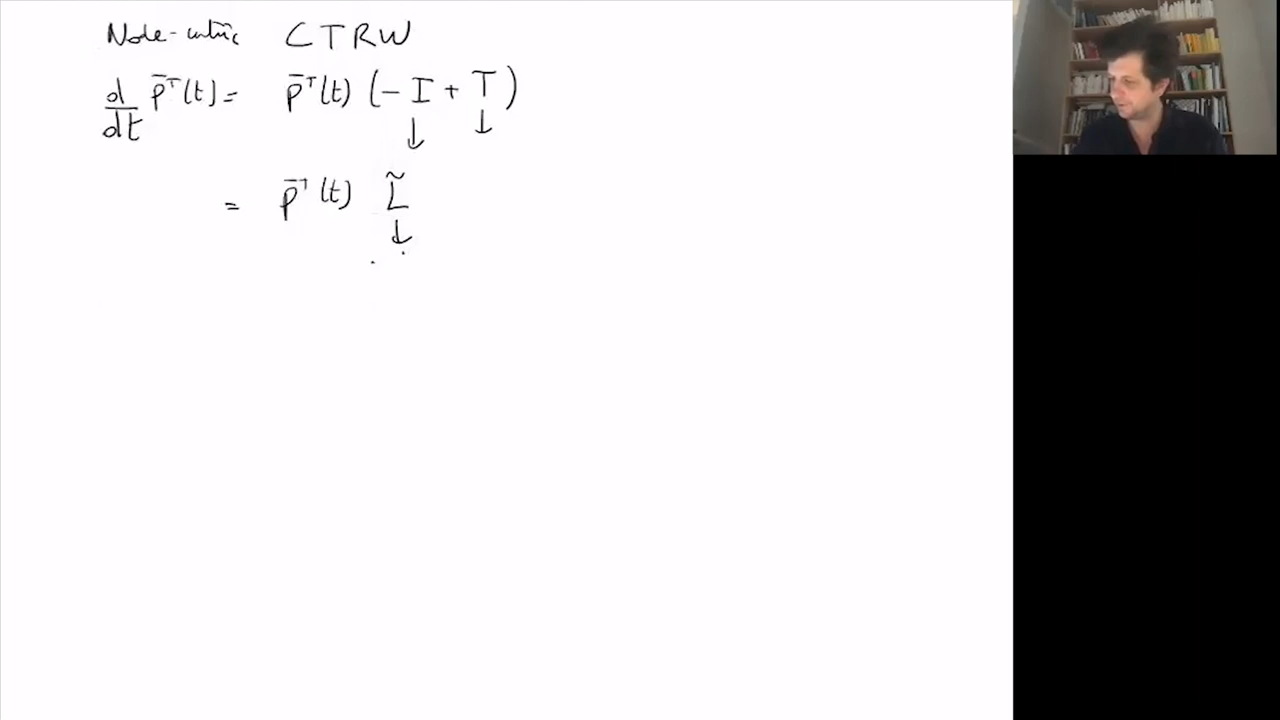 Node-centric CTRW
d/dt p̄ᵀ(t) = p̄ᵀ(t) (- I + T)
↓ ↓
= p̄ᵀ(t) L̃
↓